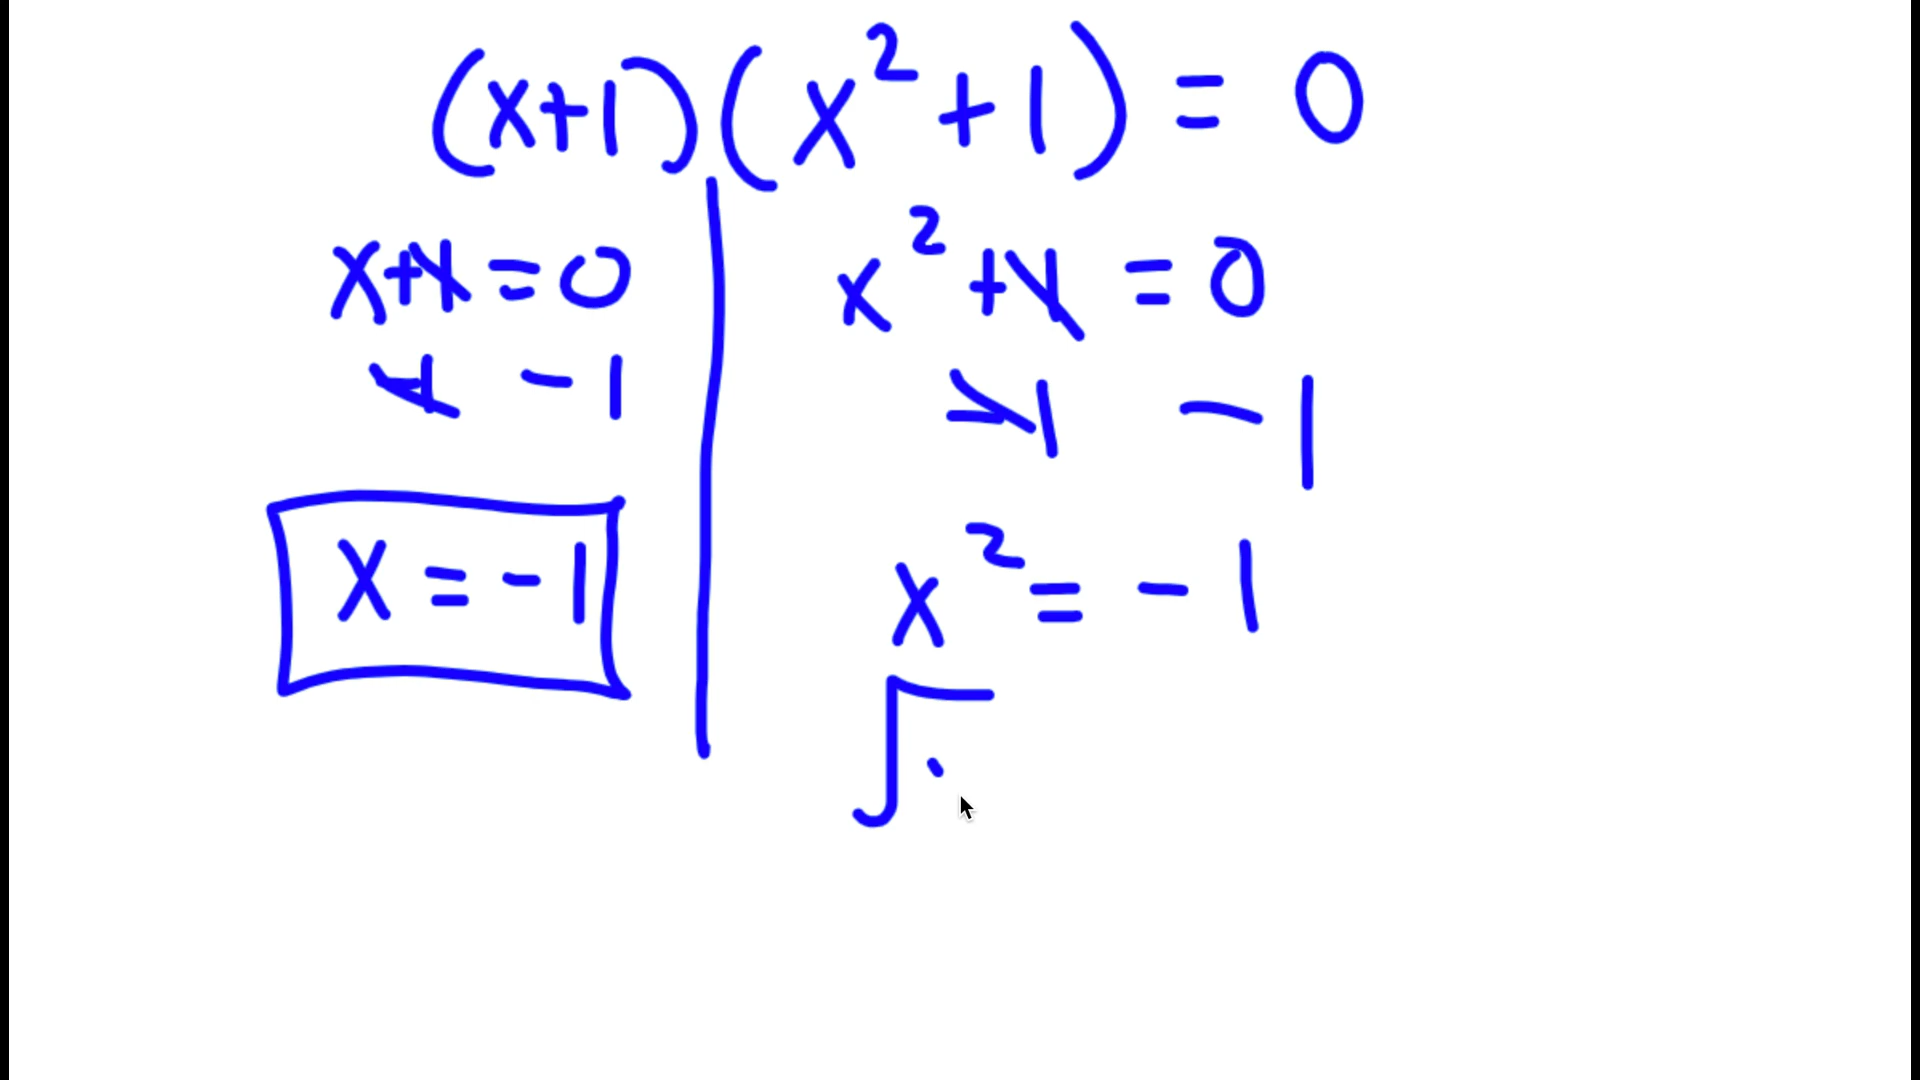 (x+1)(x²+1) = 0
x+1=0
-1 -1
x = -1
x²+1=0
-1 -1
x²= -1
√